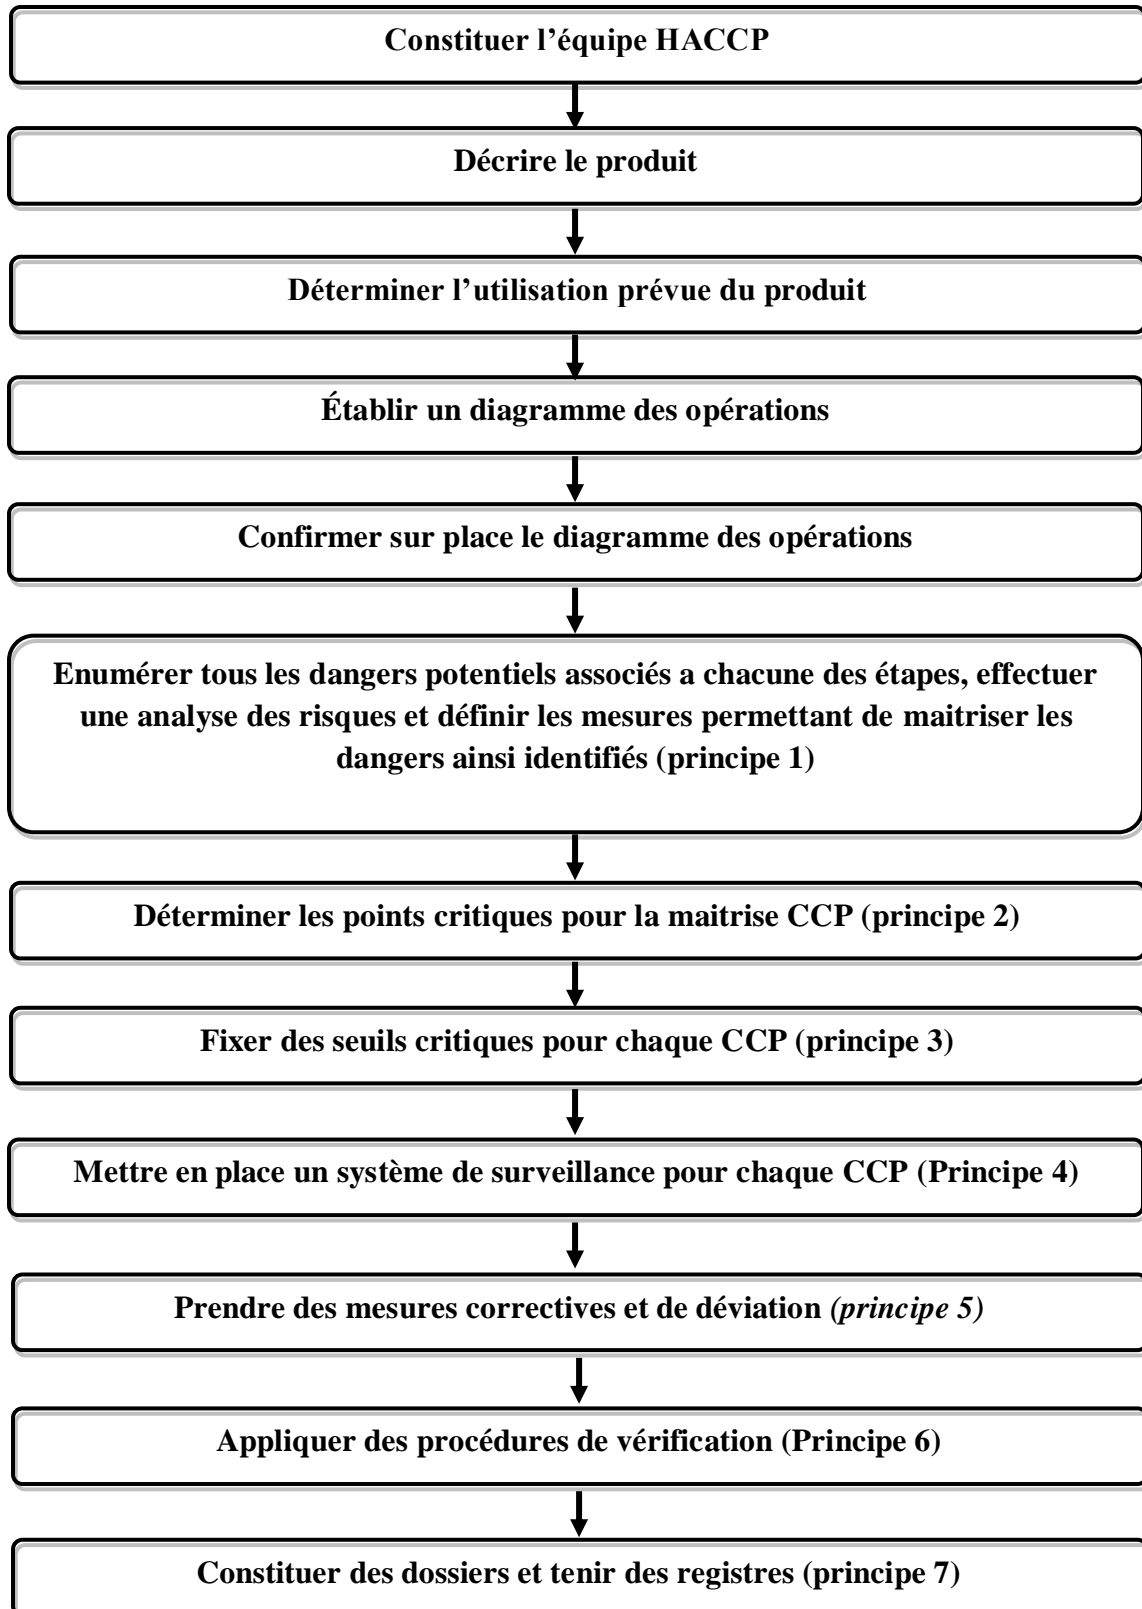 Constituer l’équipe HACCP
Décrire le produit
Déterminer l’utilisation prévue du produit
Établir un diagramme des opérations
Confirmer sur place le diagramme des opérations
Enumérer tous les dangers potentiels associés a chacune des étapes, effectuer
une analyse des risques et définir les mesures permettant de maitriser les
dangers ainsi identifiés (principe 1)
Déterminer les points critiques pour la maitrise CCP (principe 2)
Fixer des seuils critiques pour chaque CCP (principe 3)
Mettre en place un système de surveillance pour chaque CCP (Principe 4)
Prendre des mesures correctives et de déviation (principe 5)
Appliquer des procédures de vérification (Principe 6)
Constituer des dossiers et tenir des registres (principe 7)